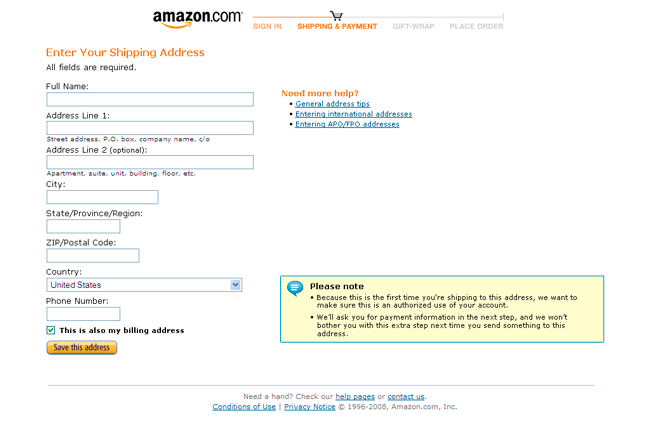 amazon.com
SIGN IN SHIPPING & PAYMENT GIFT-WRAP PLACE ORDER
Enter Your Shipping Address
All fields are required.
Full Name:
Address Line 1:
Street address, P.O. box, company name, c/o
Address Line 2 (optional):
Apartment, suite, unit, building, floor, etc.
City:
State/Province/Region:
ZIP/Postal Code:
Country:
United States
Phone Number:
This is also my billing address
Save this address
Need more help?
• General address tips
• Entering international addresses
• Entering APO/FPO addresses
Please note
• Because this is the first time you're shipping to this address, we want to
make sure this is an authorized use of your account.
• We'll ask you for payment information in the next step, and we won't
bother you with this extra step next time you send something to this
address.
Need a hand? Check our help pages or contact us.
Conditions of Use | Privacy Notice © 1996-2008, Amazon.com, Inc.